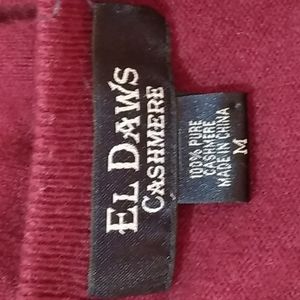 EL DAWS
CASHMERE
100% PURE
CASHMERE
MADE IN CHINA
M